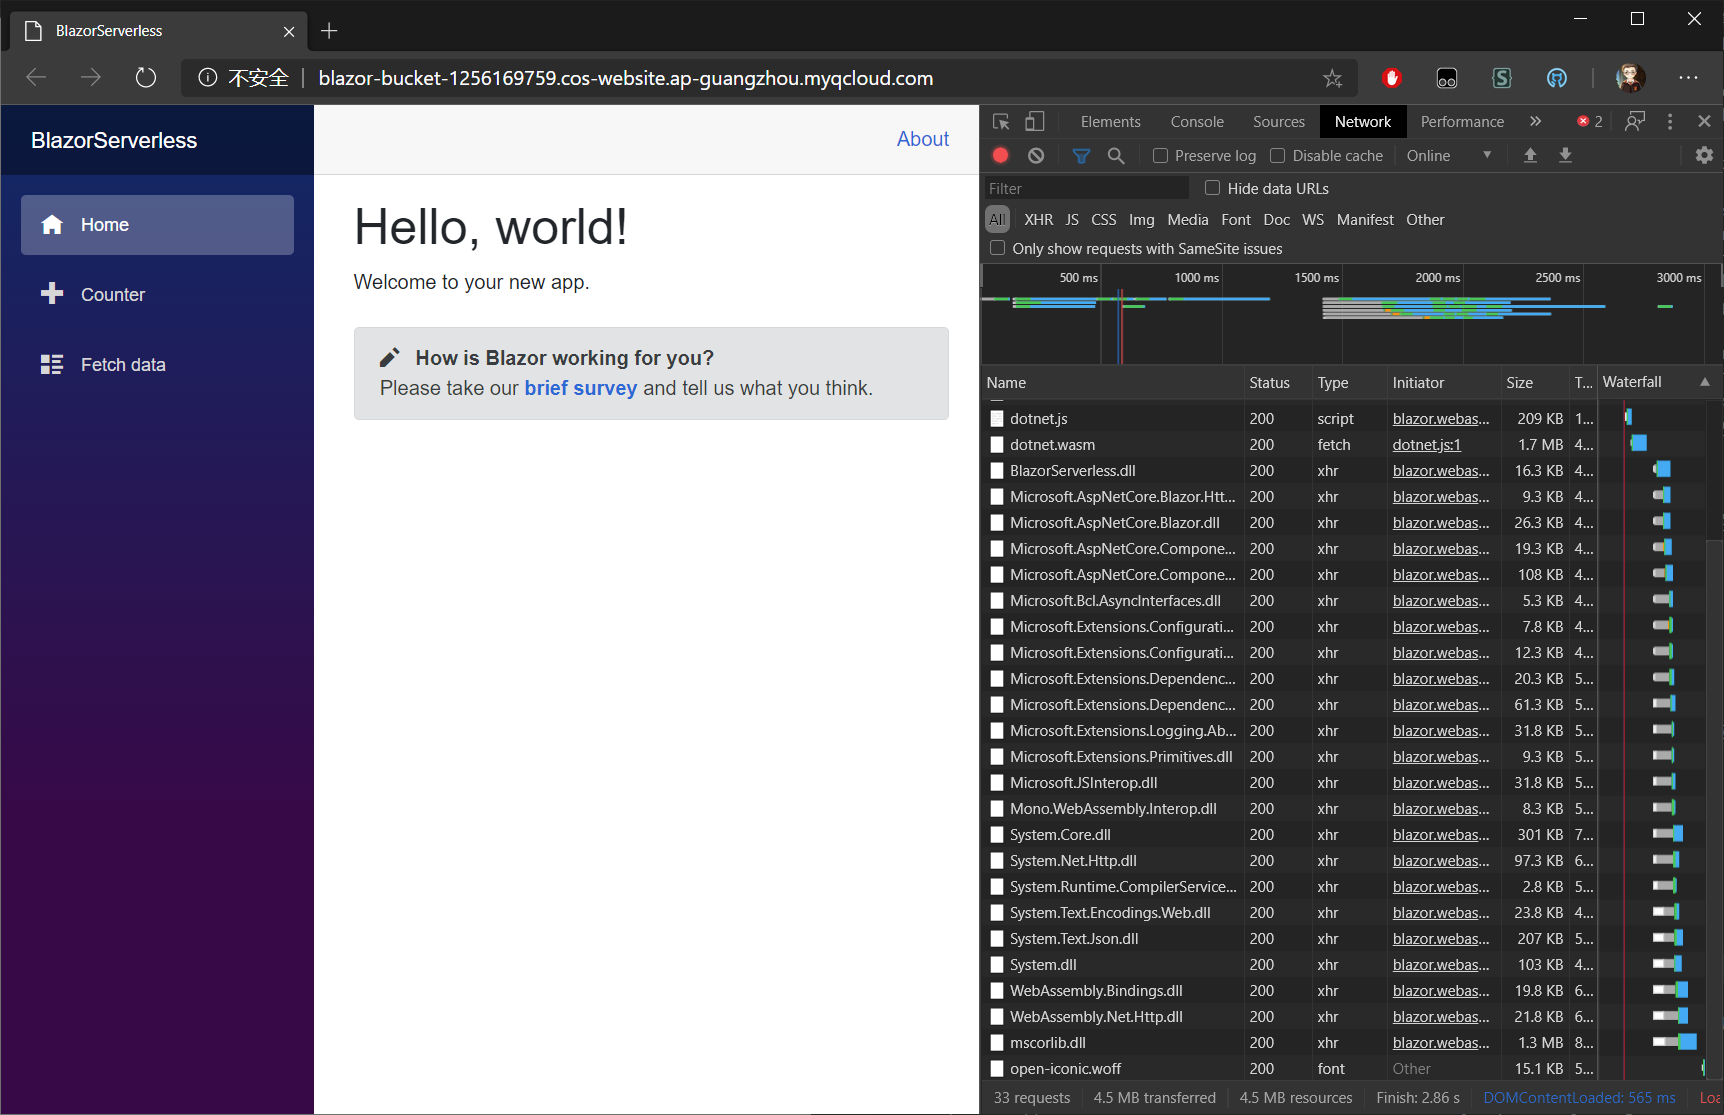 BlazorServerless
不安全 | blazor-bucket-1256169759.cos-website.ap-guangzhou.myqcloud.com
BlazorServerless
Home
Counter
Fetch data
About
Hello, world!
Welcome to your new app.
How is Blazor working for you?
Please take our brief survey and tell us what you think.
Elements Console Sources Network Performance 2
Preserve log Disable cache Online
Filter Hide data URLs
All XHR JS CSS Img Media Font Doc WS Manifest Other
Only show requests with SameSite issues
500 ms 1000 ms 1500 ms 2000 ms 2500 ms 3000 ms
Name Status Type Initiator Size T... Waterfall
dotnet.js 200 script blazor.webas... 209 KB 1...
dotnet.wasm 200 fetch dotnet.js:1 1.7 MB 4...
BlazorServerless.dll 200 xhr blazor.webas... 16.3 KB 4...
Microsoft.AspNetCore.Blazor.Htt... 200 xhr blazor.webas... 9.3 KB 4...
Microsoft.AspNetCore.Blazor.dll 200 xhr blazor.webas... 26.3 KB 4...
Microsoft.AspNetCore.Compone... 200 xhr blazor.webas... 19.3 KB 4...
Microsoft.AspNetCore.Compone... 200 xhr blazor.webas... 108 KB 4...
Microsoft.Bcl.AsyncInterfaces.dll 200 xhr blazor.webas... 5.3 KB 4...
Microsoft.Extensions.Configurati... 200 xhr blazor.webas... 7.8 KB 4...
Microsoft.Extensions.Configurati... 200 xhr blazor.webas... 12.3 KB 4...
Microsoft.Extensions.Dependenc... 200 xhr blazor.webas... 20.3 KB 5...
Microsoft.Extensions.Dependenc... 200 xhr blazor.webas... 61.3 KB 5...
Microsoft.Extensions.Logging.Ab... 200 xhr blazor.webas... 31.8 KB 5...
Microsoft.Extensions.Primitives.dll 200 xhr blazor.webas... 9.3 KB 5...
Microsoft.JSInterop.dll 200 xhr blazor.webas... 31.8 KB 5...
Mono.WebAssembly.Interop.dll 200 xhr blazor.webas... 8.3 KB 5...
System.Core.dll 200 xhr blazor.webas... 301 KB 7...
System.Net.Http.dll 200 xhr blazor.webas... 97.3 KB 6...
System.Runtime.CompilerService... 200 xhr blazor.webas... 2.8 KB 5...
System.Text.Encodings.Web.dll 200 xhr blazor.webas... 23.8 KB 4...
System.Text.Json.dll 200 xhr blazor.webas... 207 KB 5...
System.dll 200 xhr blazor.webas... 103 KB 4...
WebAssembly.Bindings.dll 200 xhr blazor.webas... 19.8 KB 6...
WebAssembly.Net.Http.dll 200 xhr blazor.webas... 21.8 KB 6...
mscorlib.dll 200 xhr blazor.webas... 1.3 MB 8...
open-iconic.woff 200 font Other 15.1 KB 5...
33 requests 4.5 MB transferred 4.5 MB resources Finish: 2.86 s DOMContentLoaded: 565 ms Loa